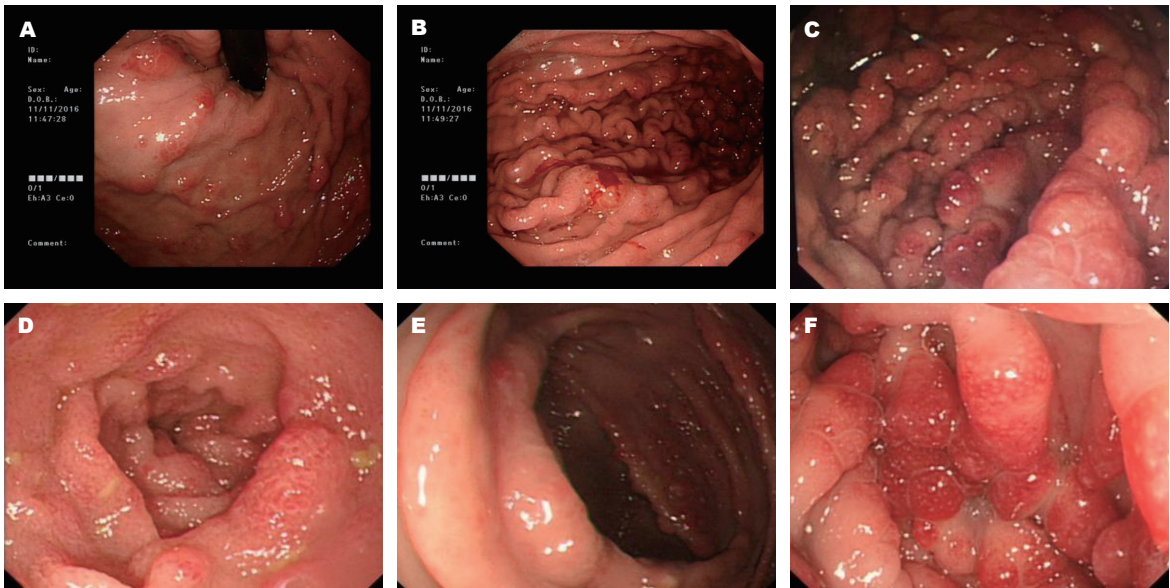 A
ID:
Name:
Sex: Age:
D.O.B.:
11/11/2016
11:47:28
■■■/■■■
0/1
Eh:A3 Ce:0
Comment:
B
ID:
Name:
Sex: Age:
D.O.B.:
11/11/2016
11:49:27
■■■/■■■
0/1
Eh:A3 Ce:0
Comment:
C
D
E
F